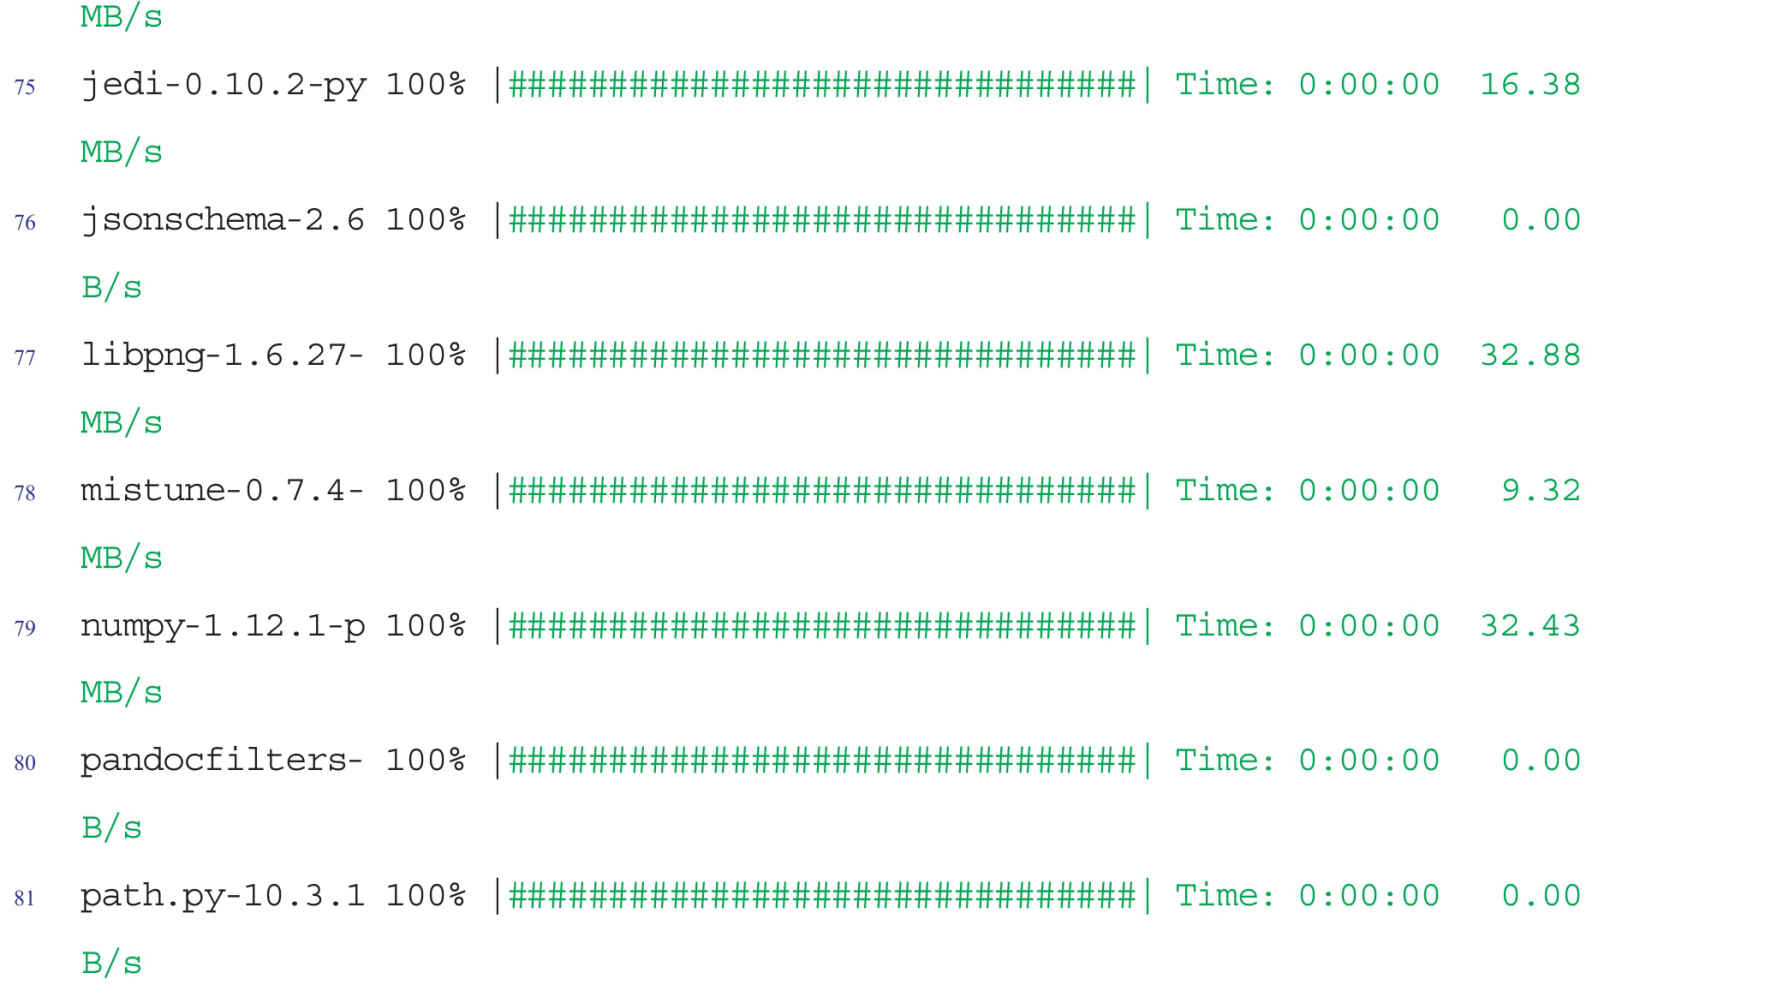 MB/s
75 jedi-0.10.2-py 100% |###############################| Time: 0:00:00  16.38
MB/s
76 jsonschema-2.6 100% |###############################| Time: 0:00:00   0.00
B/s
77 libpng-1.6.27- 100% |###############################| Time: 0:00:00  32.88
MB/s
78 mistune-0.7.4- 100% |###############################| Time: 0:00:00   9.32
MB/s
79 numpy-1.12.1-p 100% |###############################| Time: 0:00:00  32.43
MB/s
80 pandocfilters- 100% |###############################| Time: 0:00:00   0.00
B/s
81 path.py-10.3.1 100% |###############################| Time: 0:00:00   0.00
B/s